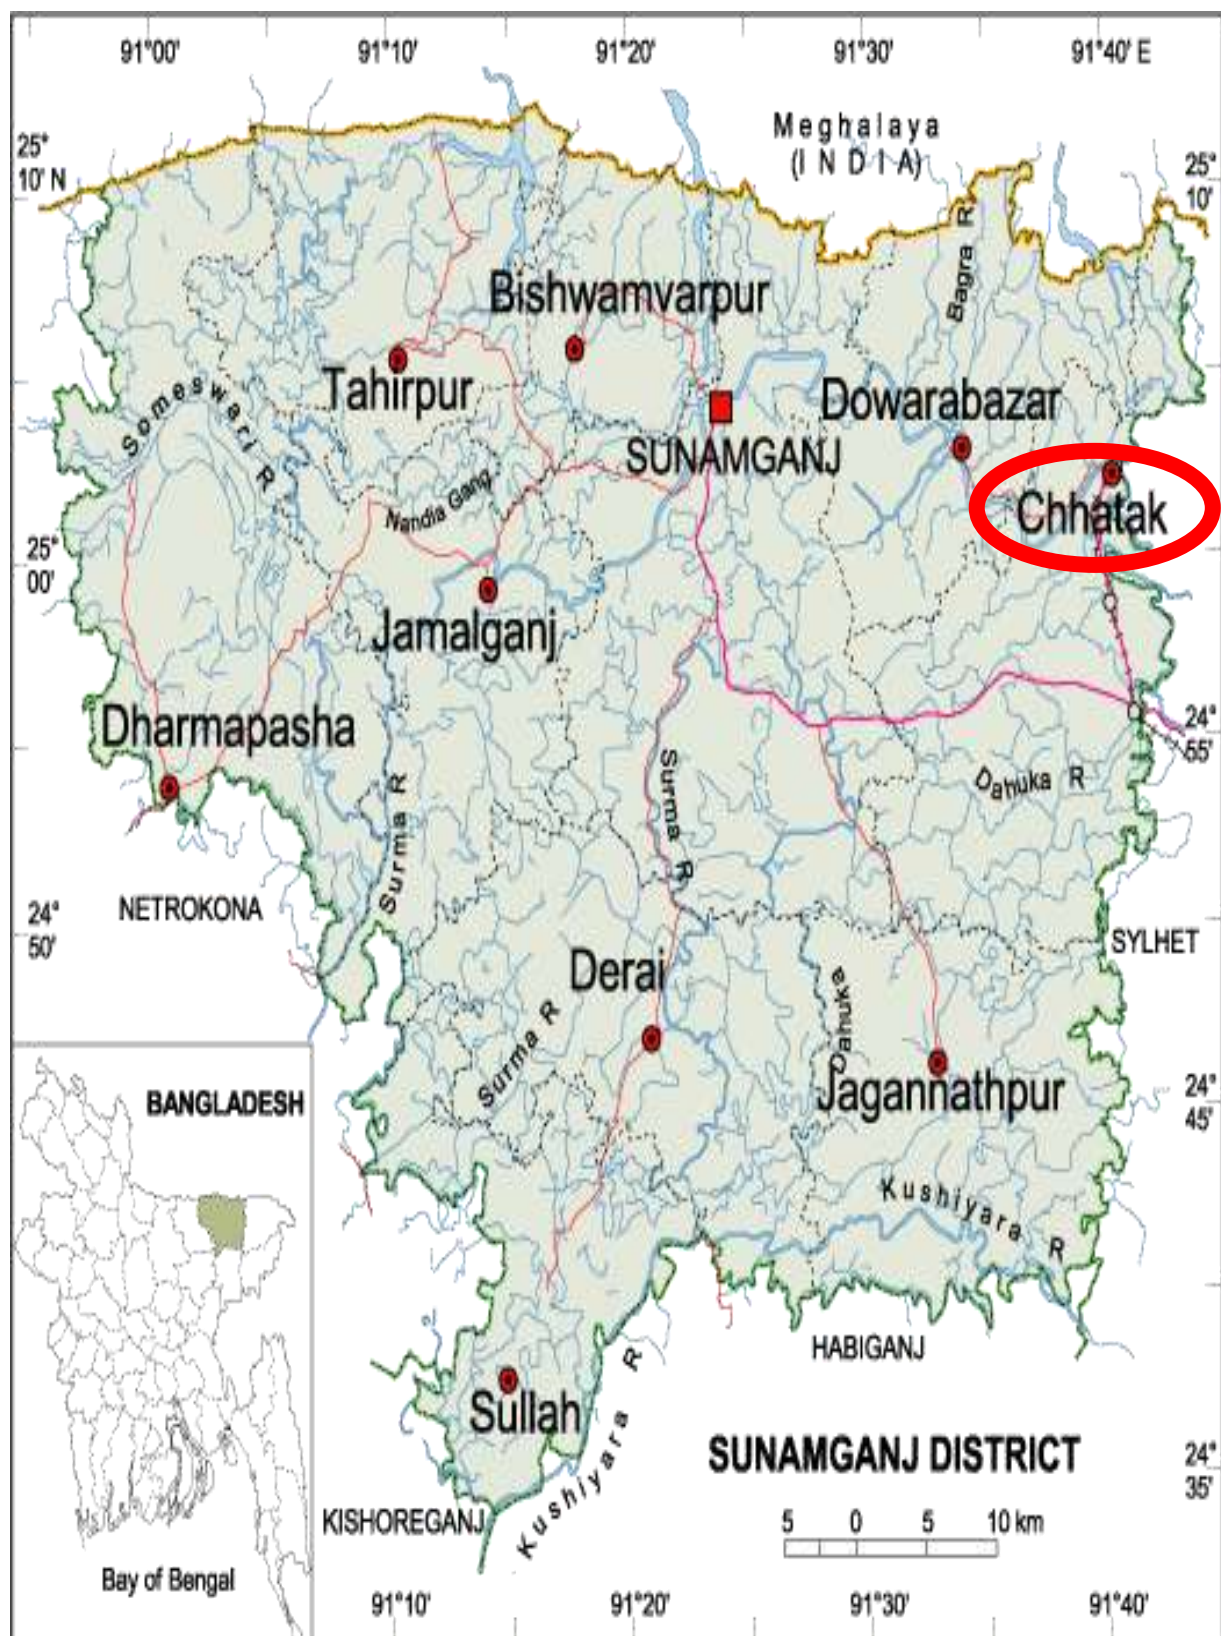 91°00'
91°10'
91°20'
91°30'
91°40' E
Meghalaya
(INDIA)
25°
10' N
25°
10'
Bagra R
Bishwamvarpur
Tahirpur
Someswari R
Dowarabazar
SUNAMGANJ
Nandia Gang
Chhatak
25°
00'
Jamalganj
Dharmapasha
24°
55'
Surma R
Surma R
Dahuka R
NETROKONA
24°
50'
SYLHET
Derai
Surma R
Dahuka
Jagannathpur
24°
45'
BANGLADESH
Kushiyara R
HABIGANJ
Sullah
Kushiyara R
SUNAMGANJ DISTRICT
24°
35'
KISHOREGANJ
5 0 5 10 km
Bay of Bengal
91°10'
91°20'
91°30'
91°40'